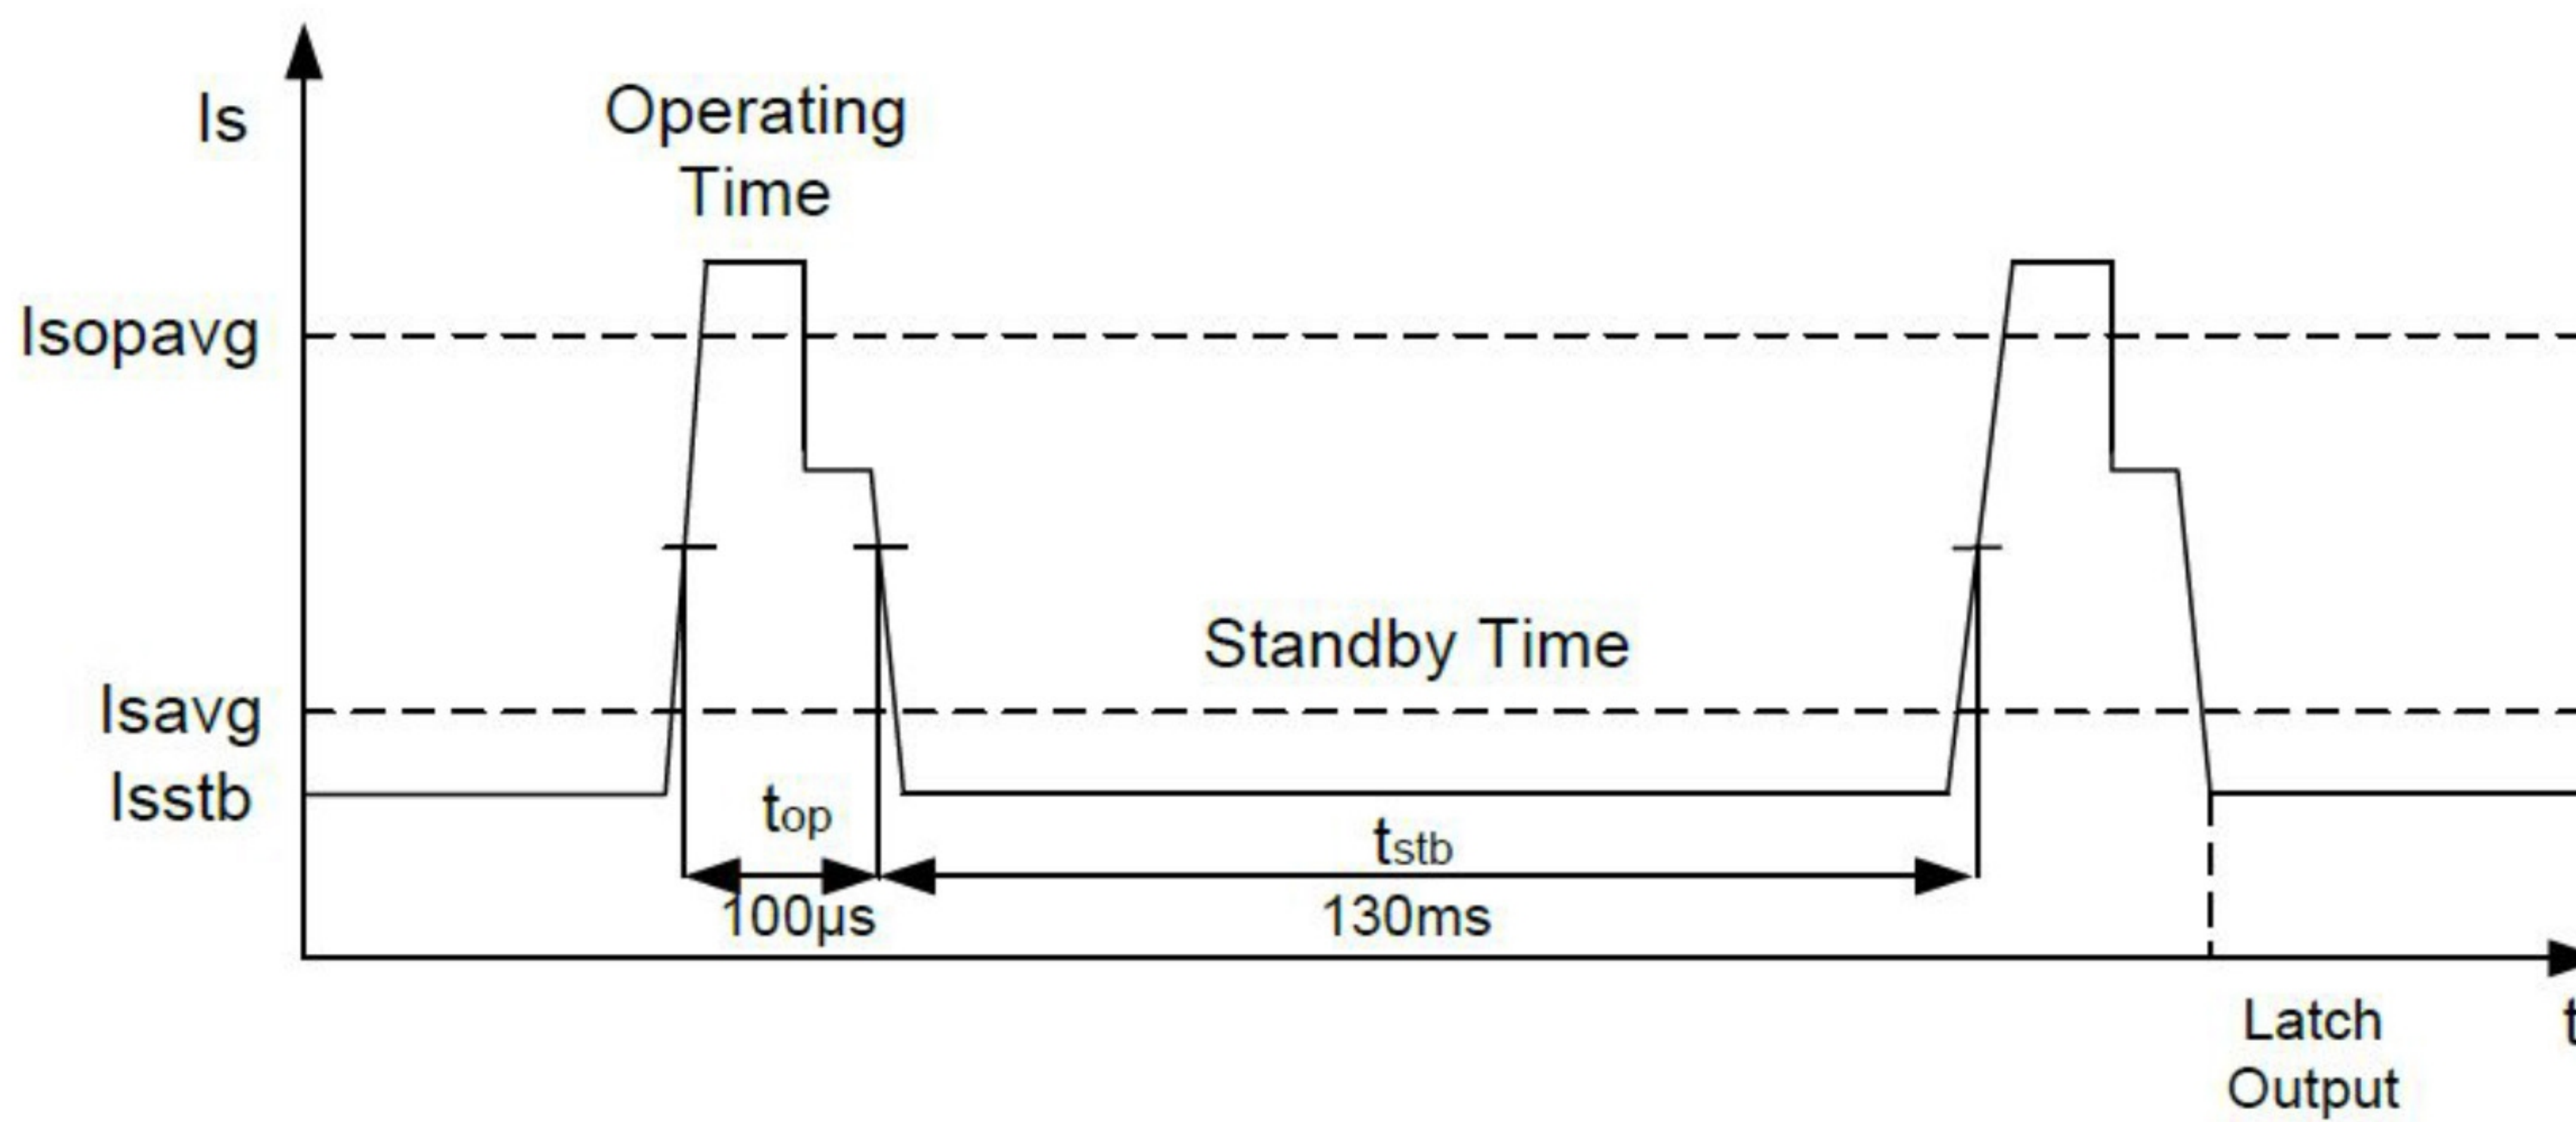 Is
Operating
Time
Isopavg
Standby Time
Isavg
Isstb
top
tstb
100µs
130ms
Latch
Output
t